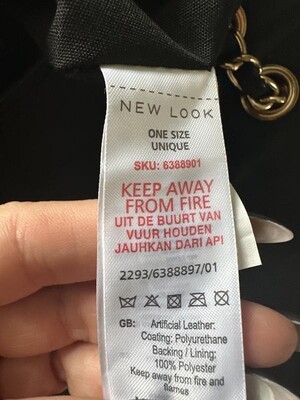 NEW LOOK
ONE SIZE
UNIQUE
SKU: 6388901
KEEP AWAY
FROM FIRE
UIT DE BUURT VAN
VUUR HOUDEN
JAUHKAN DARI API
2293/6388897/01
GB: Artificial Leather:
Coating: Polyurethane
Backing / Lining:
100% Polyester
Keep away from fire and
flames